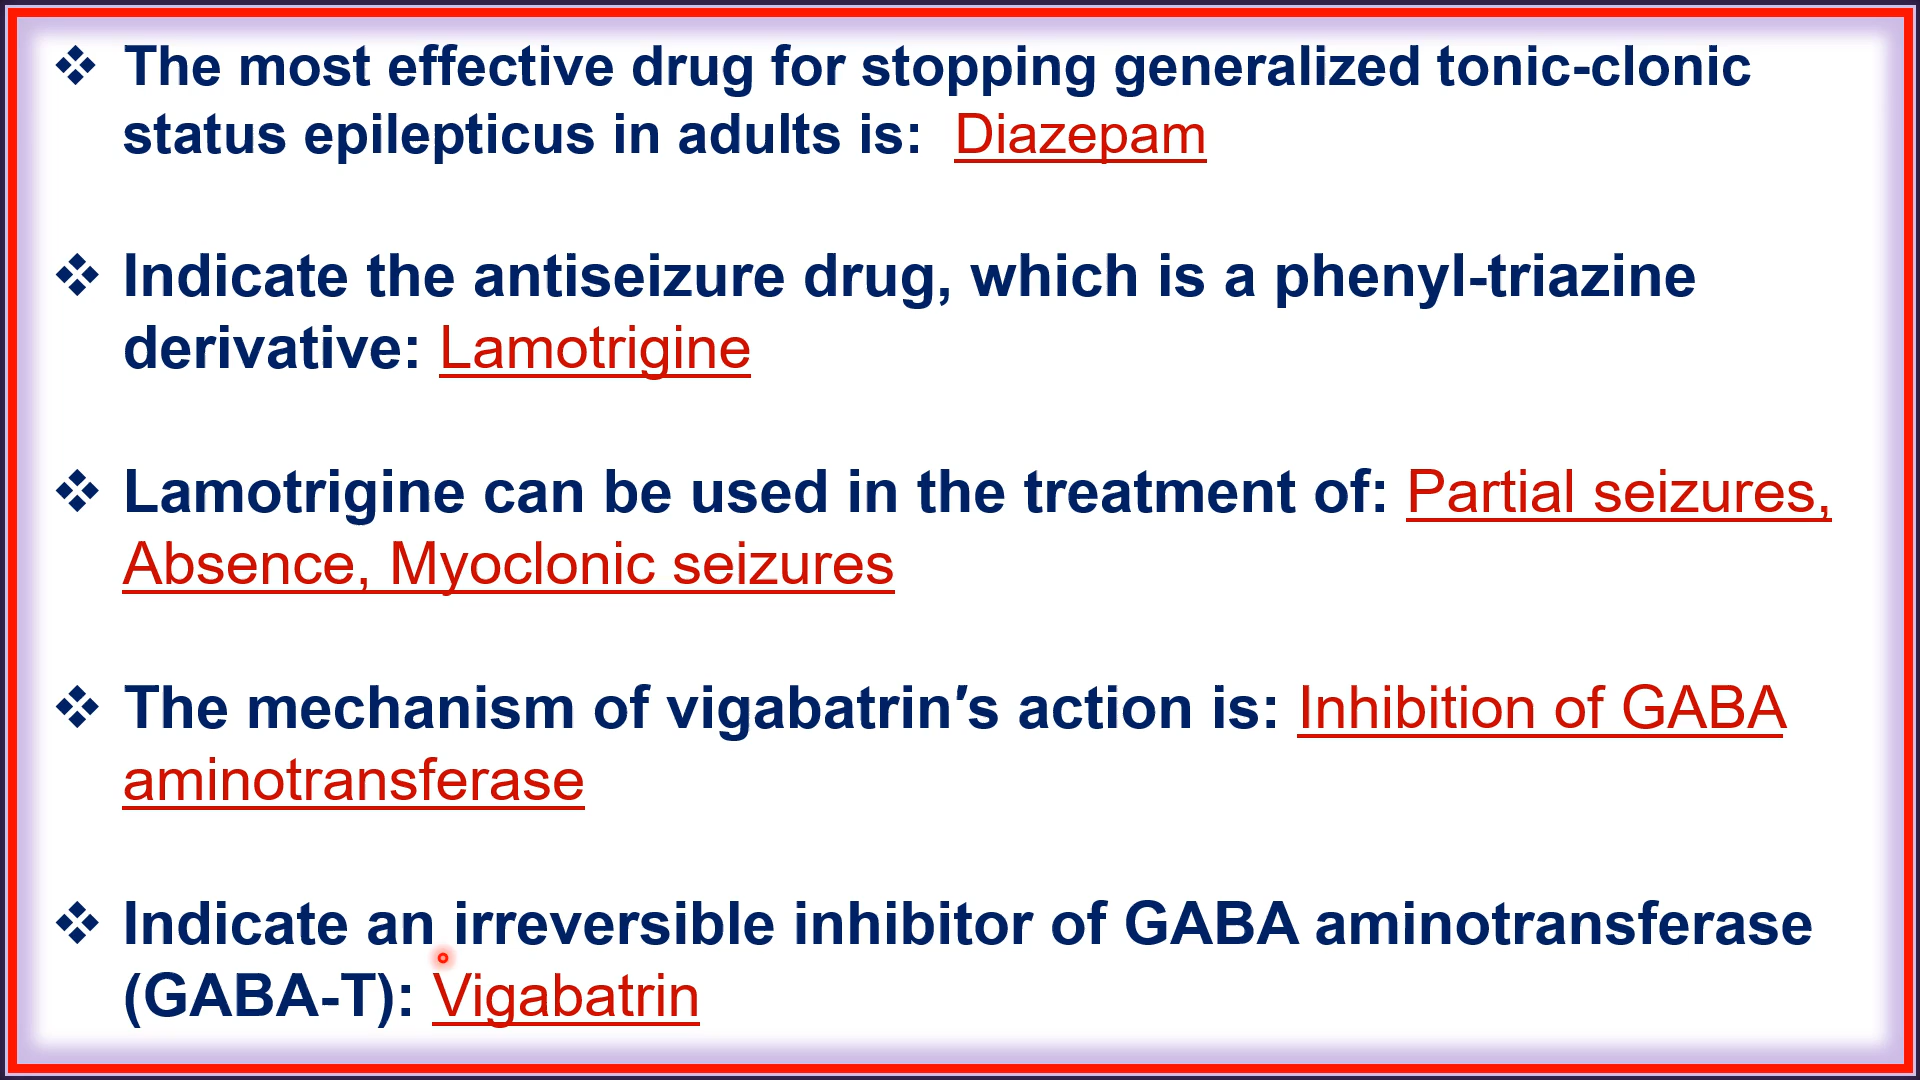 ❖ The most effective drug for stopping generalized tonic-clonic
status epilepticus in adults is: Diazepam
❖ Indicate the antiseizure drug, which is a phenyl-triazine
derivative: Lamotrigine
❖ Lamotrigine can be used in the treatment of: Partial seizures,
Absence, Myoclonic seizures
❖ The mechanism of vigabatrin′s action is: Inhibition of GABA
aminotransferase
❖ Indicate an irreversible inhibitor of GABA aminotransferase
(GABA-T): Vigabatrin